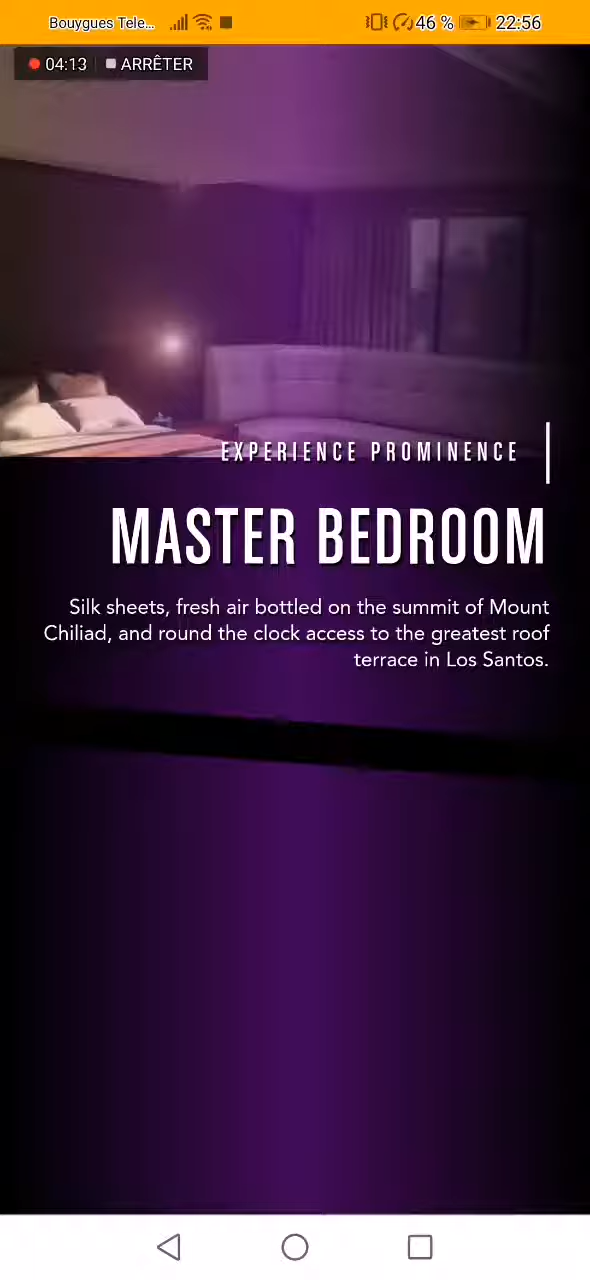 Bouygues Tele...
46 %
22:56
04:13
ARRÊTER
EXPERIENCE PROMINENCE
MASTER BEDROOM
Silk sheets, fresh air bottled on the summit of Mount
Chiliad, and round the clock access to the greatest roof
terrace in Los Santos.